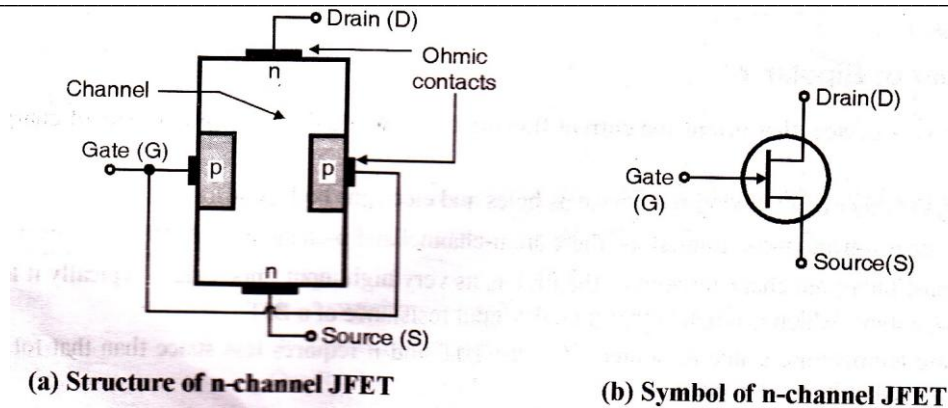 Drain (D)
n
Ohmic
contacts
Channel
Gate (G)
p
p
n
Source (S)
(a) Structure of n-channel JFET
Drain(D)
Gate
(G)
Source(S)
(b) Symbol of n-channel JFET